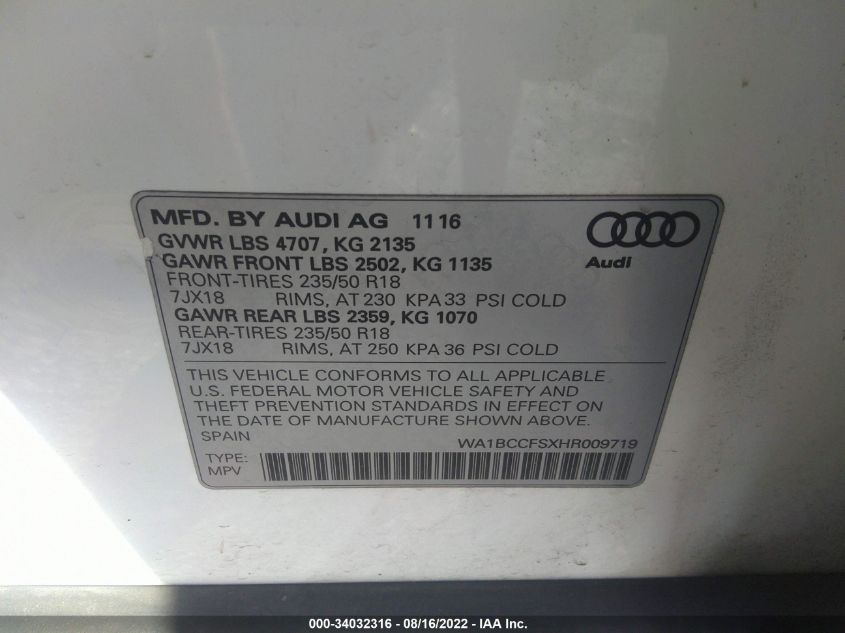 MFD. BY AUDI AG 11 16
GVWR LBS 4707, KG 2135
GAWR FRONT LBS 2502, KG 1135
FRONT-TIRES 235/50 R18
7JX18 RIMS, AT 230 KPA 33 PSI COLD
GAWR REAR LBS 2359, KG 1070
REAR-TIRES 235/50 R18
7JX18 RIMS, AT 250 KPA 36 PSI COLD
Audi
THIS VEHICLE CONFORMS TO ALL APPLICABLE
U.S. FEDERAL MOTOR VEHICLE SAFETY AND
THEFT PREVENTION STANDARDS IN EFFECT ON
THE DATE OF MANUFACTURE SHOWN ABOVE.
SPAIN WA1BCCFSXHR009719
TYPE:
MPV
000-34032316 - 08/16/2022 - IAA Inc.